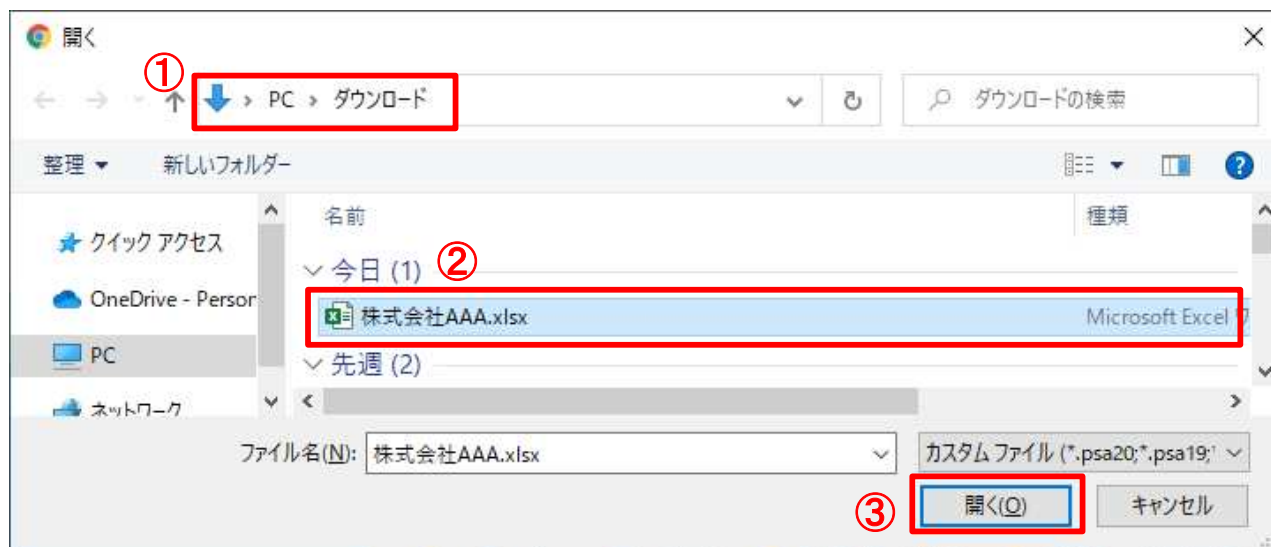 開く
①
PC › ダウンロード
ダウンロードの検索
整理 新しいフォルダー
名前 種類
クイック アクセス
今日 (1) ②
OneDrive - Person
株式会社AAA.xlsx Microsoft Excel ワ
PC
先週 (2)
ネットワーク
ファイル名(N): 株式会社AAA.xlsx カスタム ファイル (*.psa20;*.psa19;*
③ 開く(O) キャンセル